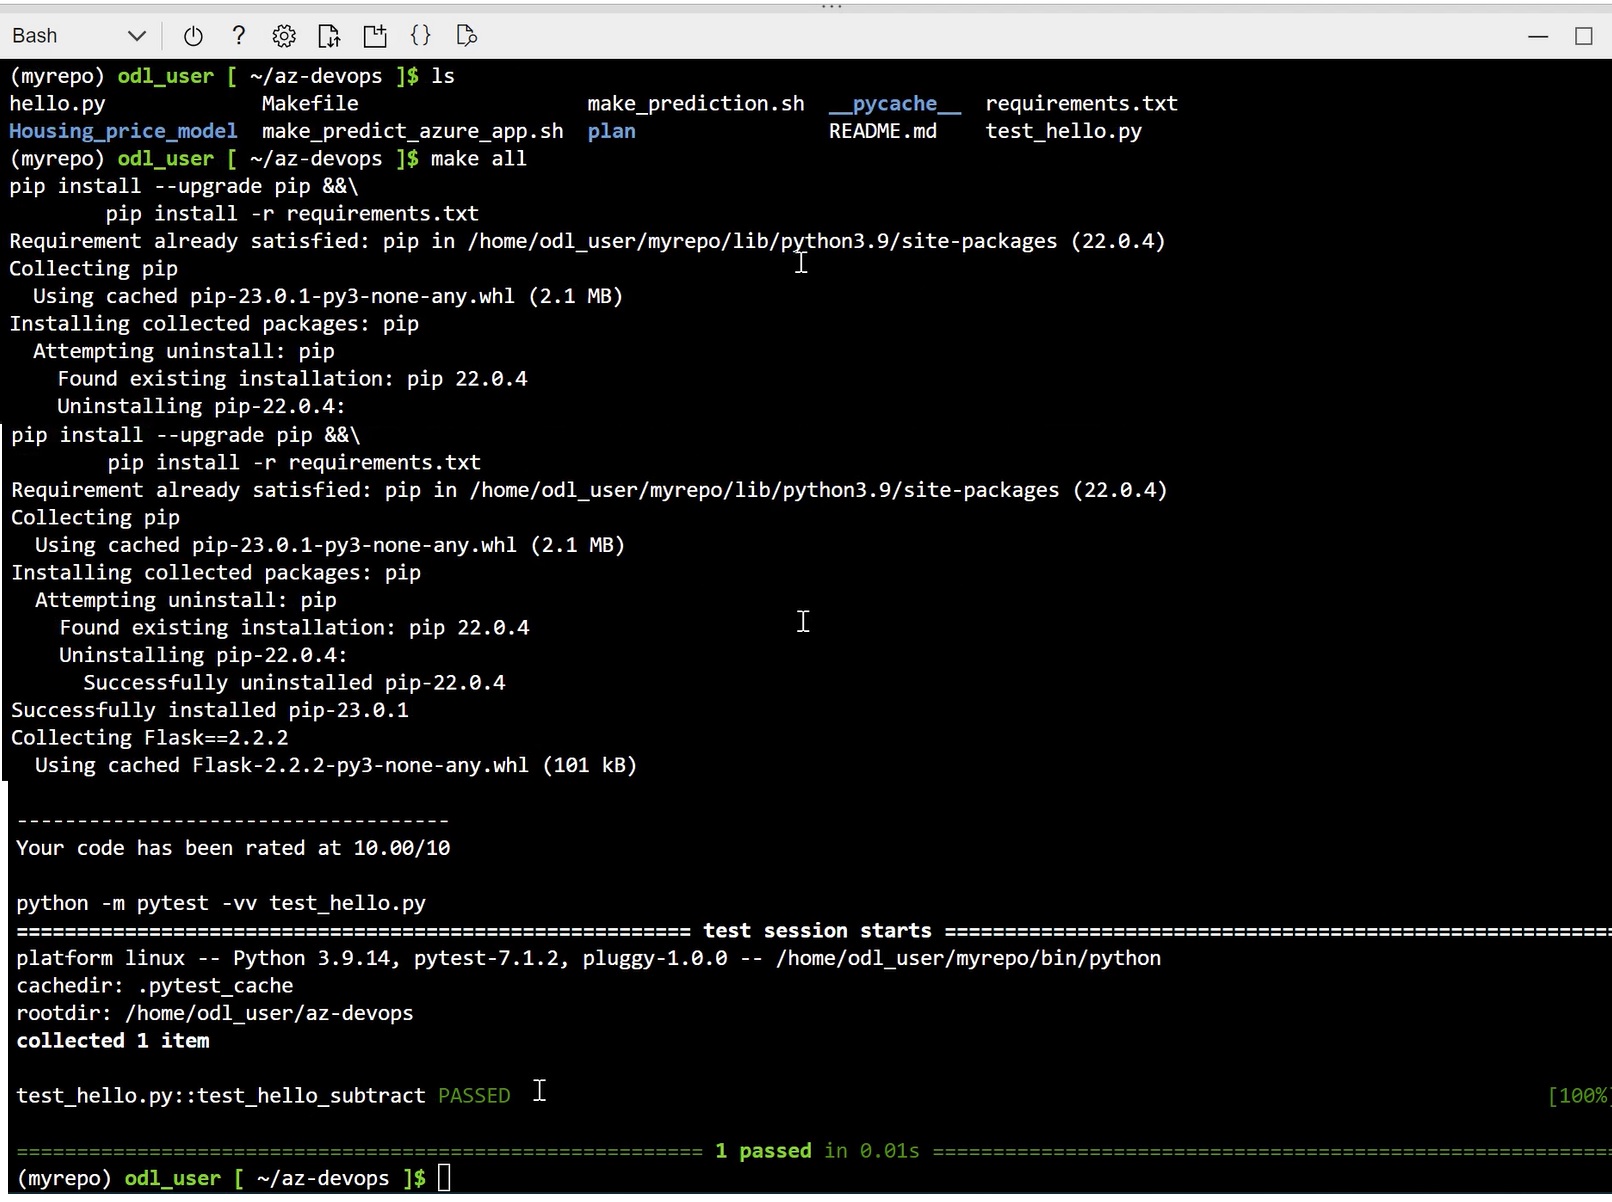 Bash ? {}
(myrepo) odl_user [ ~/az-devops ]$ ls
hello.py Makefile make_prediction.sh __pycache__ requirements.txt
Housing_price_model make_predict_azure_app.sh plan README.md test_hello.py
(myrepo) odl_user [ ~/az-devops ]$ make all
pip install --upgrade pip &&\
pip install -r requirements.txt
Requirement already satisfied: pip in /home/odl_user/myrepo/lib/python3.9/site-packages (22.0.4)
Collecting pip
Using cached pip-23.0.1-py3-none-any.whl (2.1 MB)
Installing collected packages: pip
Attempting uninstall: pip
Found existing installation: pip 22.0.4
Uninstalling pip-22.0.4:
pip install --upgrade pip &&\
pip install -r requirements.txt
Requirement already satisfied: pip in /home/odl_user/myrepo/lib/python3.9/site-packages (22.0.4)
Collecting pip
Using cached pip-23.0.1-py3-none-any.whl (2.1 MB)
Installing collected packages: pip
Attempting uninstall: pip
Found existing installation: pip 22.0.4
Uninstalling pip-22.0.4:
Successfully uninstalled pip-22.0.4
Successfully installed pip-23.0.1
Collecting Flask==2.2.2
Using cached Flask-2.2.2-py3-none-any.whl (101 kB)
------------------------------------
Your code has been rated at 10.00/10
python -m pytest -vv test_hello.py
======================================================== test session starts ========================================================
platform linux -- Python 3.9.14, pytest-7.1.2, pluggy-1.0.0 -- /home/odl_user/myrepo/bin/python
cachedir: .pytest_cache
rootdir: /home/odl_user/az-devops
collected 1 item
test_hello.py::test_hello_subtract PASSED [100%]
========================================================= 1 passed in 0.01s =========================================================
(myrepo) odl_user [ ~/az-devops ]$